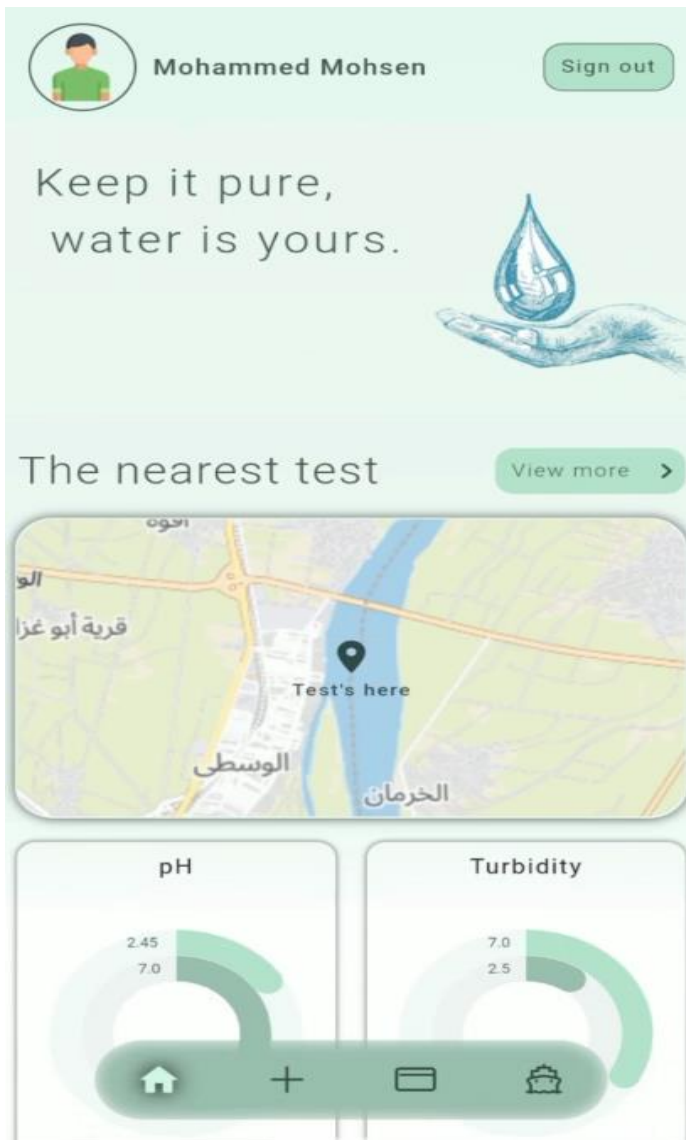 Mohammed Mohsen
Sign out
Keep it pure,
water is yours.
The nearest test
View more
قرية أبو غزا
Test's here
الوسطى
الخرمان
pH
Turbidity
2.45
7.0
7.0
2.5